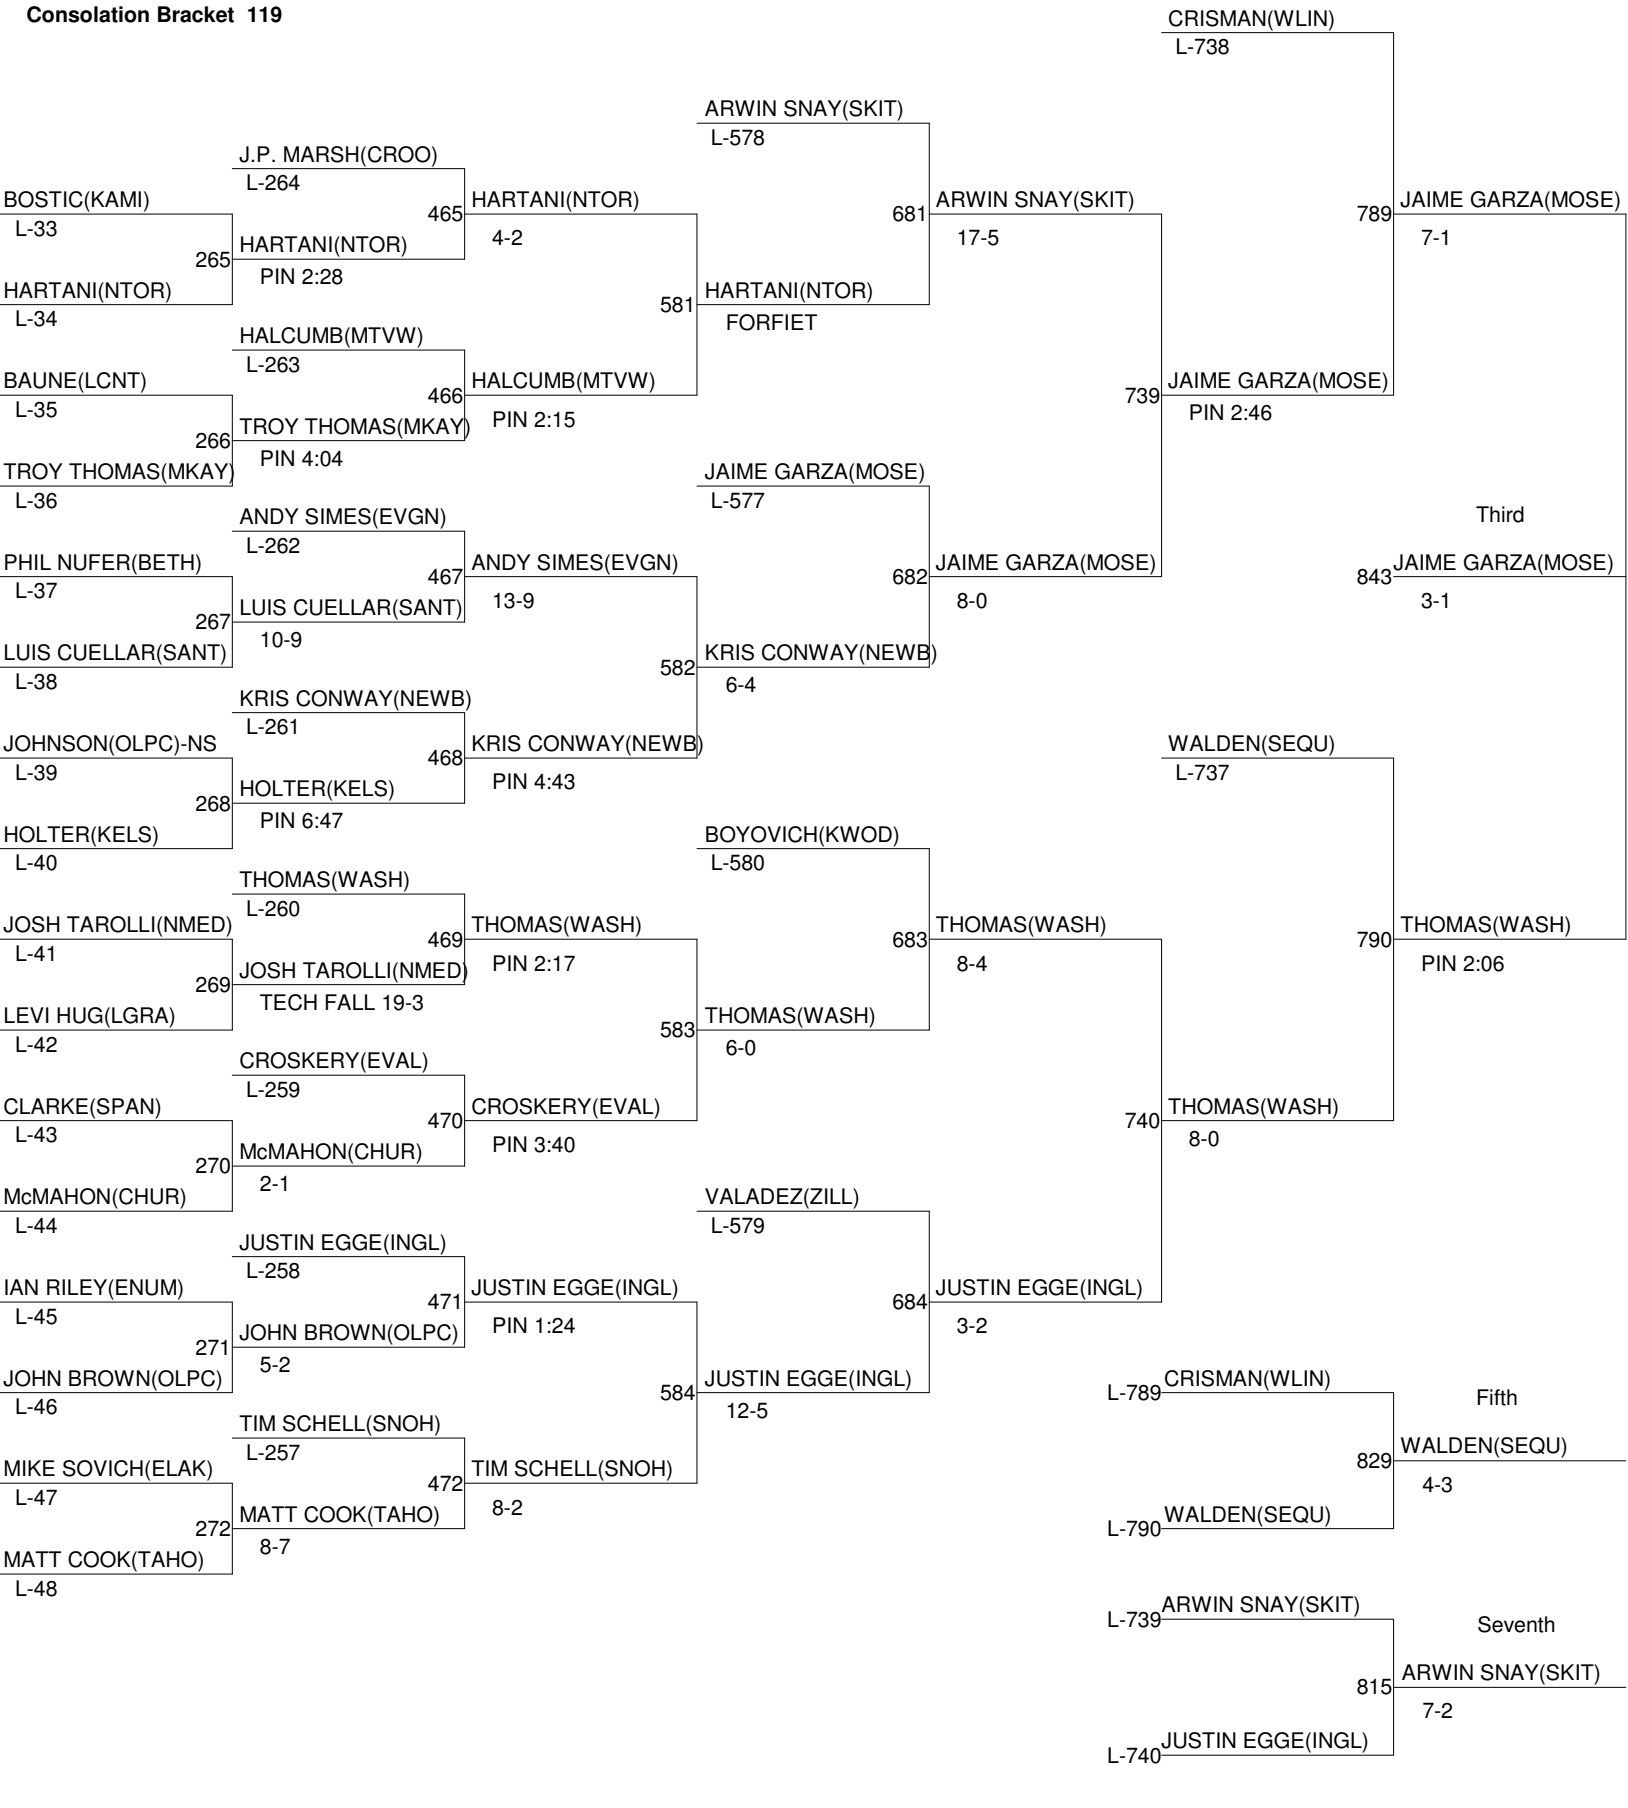 Consolation Bracket 119
CRISMAN(WLIN)
L-738
ARWIN SNAY(SKIT)
L-578
J.P. MARSH(CROO)
L-264
BOSTIC(KAMI)
L-33
465
HARTANI(NTOR)
4-2
681
ARWIN SNAY(SKIT)
17-5
789
JAIME GARZA(MOSE)
7-1
265
HARTANI(NTOR)
PIN 2:28
HARTANI(NTOR)
L-34
581
HARTANI(NTOR)
FORFIET
HALCUMB(MTVW)
L-263
BAUNE(LCNT)
L-35
466
HALCUMB(MTVW)
PIN 2:15
739
JAIME GARZA(MOSE)
PIN 2:46
266
TROY THOMAS(MKAY)
PIN 4:04
TROY THOMAS(MKAY)
L-36
JAIME GARZA(MOSE)
L-577
ANDY SIMES(EVGN)
L-262
Third
PHIL NUFER(BETH)
L-37
467
ANDY SIMES(EVGN)
13-9
682
JAIME GARZA(MOSE)
8-0
843
JAIME GARZA(MOSE)
3-1
267
LUIS CUELLAR(SANT)
10-9
LUIS CUELLAR(SANT)
L-38
582
KRIS CONWAY(NEWB)
6-4
KRIS CONWAY(NEWB)
L-261
JOHNSON(OLPC)-NS
L-39
468
KRIS CONWAY(NEWB)
PIN 4:43
WALDEN(SEQU)
L-737
268
HOLTER(KELS)
PIN 6:47
HOLTER(KELS)
L-40
BOYOVICH(KWOD)
L-580
THOMAS(WASH)
L-260
JOSH TAROLLI(NMED)
L-41
469
THOMAS(WASH)
PIN 2:17
683
THOMAS(WASH)
8-4
790
THOMAS(WASH)
PIN 2:06
269
JOSH TAROLLI(NMED)
TECH FALL 19-3
LEVI HUG(LGRA)
L-42
583
THOMAS(WASH)
6-0
CROSKERY(EVAL)
L-259
CLARKE(SPAN)
L-43
470
CROSKERY(EVAL)
PIN 3:40
740
THOMAS(WASH)
8-0
270
McMAHON(CHUR)
2-1
McMAHON(CHUR)
L-44
VALADEZ(ZILL)
L-579
JUSTIN EGGE(INGL)
L-258
IAN RILEY(ENUM)
L-45
471
JUSTIN EGGE(INGL)
PIN 1:24
684
JUSTIN EGGE(INGL)
3-2
271
JOHN BROWN(OLPC)
5-2
JOHN BROWN(OLPC)
L-46
584
JUSTIN EGGE(INGL)
12-5
L-789
CRISMAN(WLIN)
Fifth
TIM SCHELL(SNOH)
L-257
829
WALDEN(SEQU)
4-3
MIKE SOVICH(ELAK)
L-47
472
TIM SCHELL(SNOH)
8-2
272
MATT COOK(TAHO)
8-7
L-790
WALDEN(SEQU)
MATT COOK(TAHO)
L-48
L-739
ARWIN SNAY(SKIT)
Seventh
815
ARWIN SNAY(SKIT)
7-2
L-740
JUSTIN EGGE(INGL)